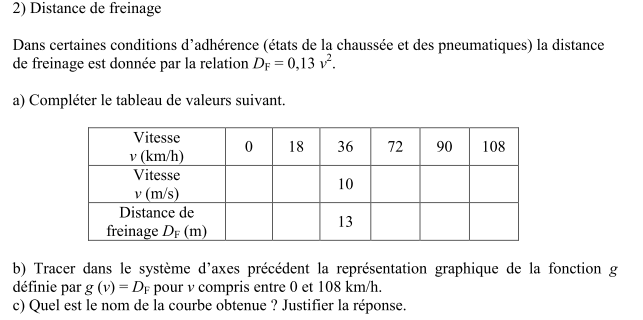 2) Distance de freinage
Dans certaines conditions d'adhérence (états de la chaussée et des pneumatiques) la distance
de freinage est donnée par la relation D_F = 0,13 v².
a) Compléter le tableau de valeurs suivant.
Vitesse
v (km/h) 0 18 36 72 90 108
Vitesse
v (m/s) 10
Distance de
freinage D_F (m) 13
b) Tracer dans le système d'axes précédent la représentation graphique de la fonction g
définie par g (v) = D_F pour v compris entre 0 et 108 km/h.
c) Quel est le nom de la courbe obtenue ? Justifier la réponse.